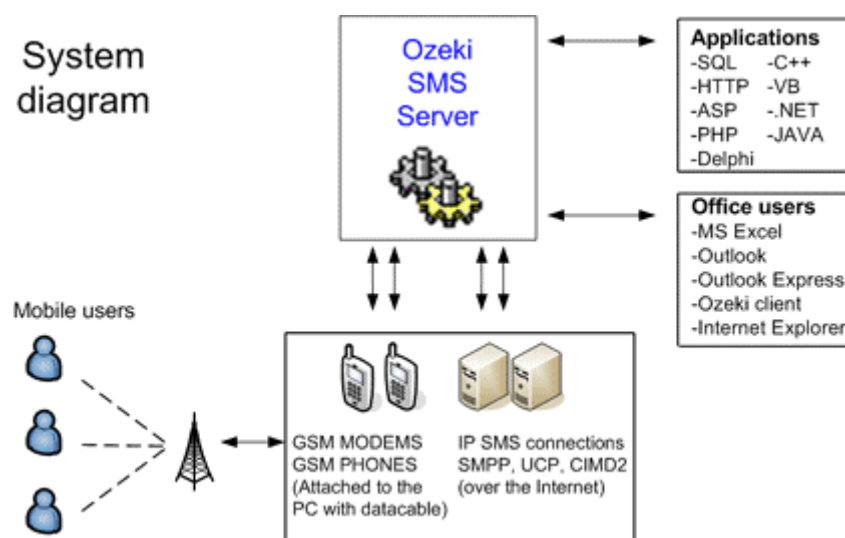 System
diagram
Ozeki
SMS
Server
Applications
-SQL -C++
-HTTP -VB
-ASP -.NET
-PHP -JAVA
-Delphi
Office users
-MS Excel
-Outlook
-Outlook Express
-Ozeki client
-Internet Explorer
Mobile users
GSM MODEMS
GSM PHONES
(Attached to the
PC with datacable)
IP SMS connections
SMPP, UCP, CIMD2
(over the Internet)